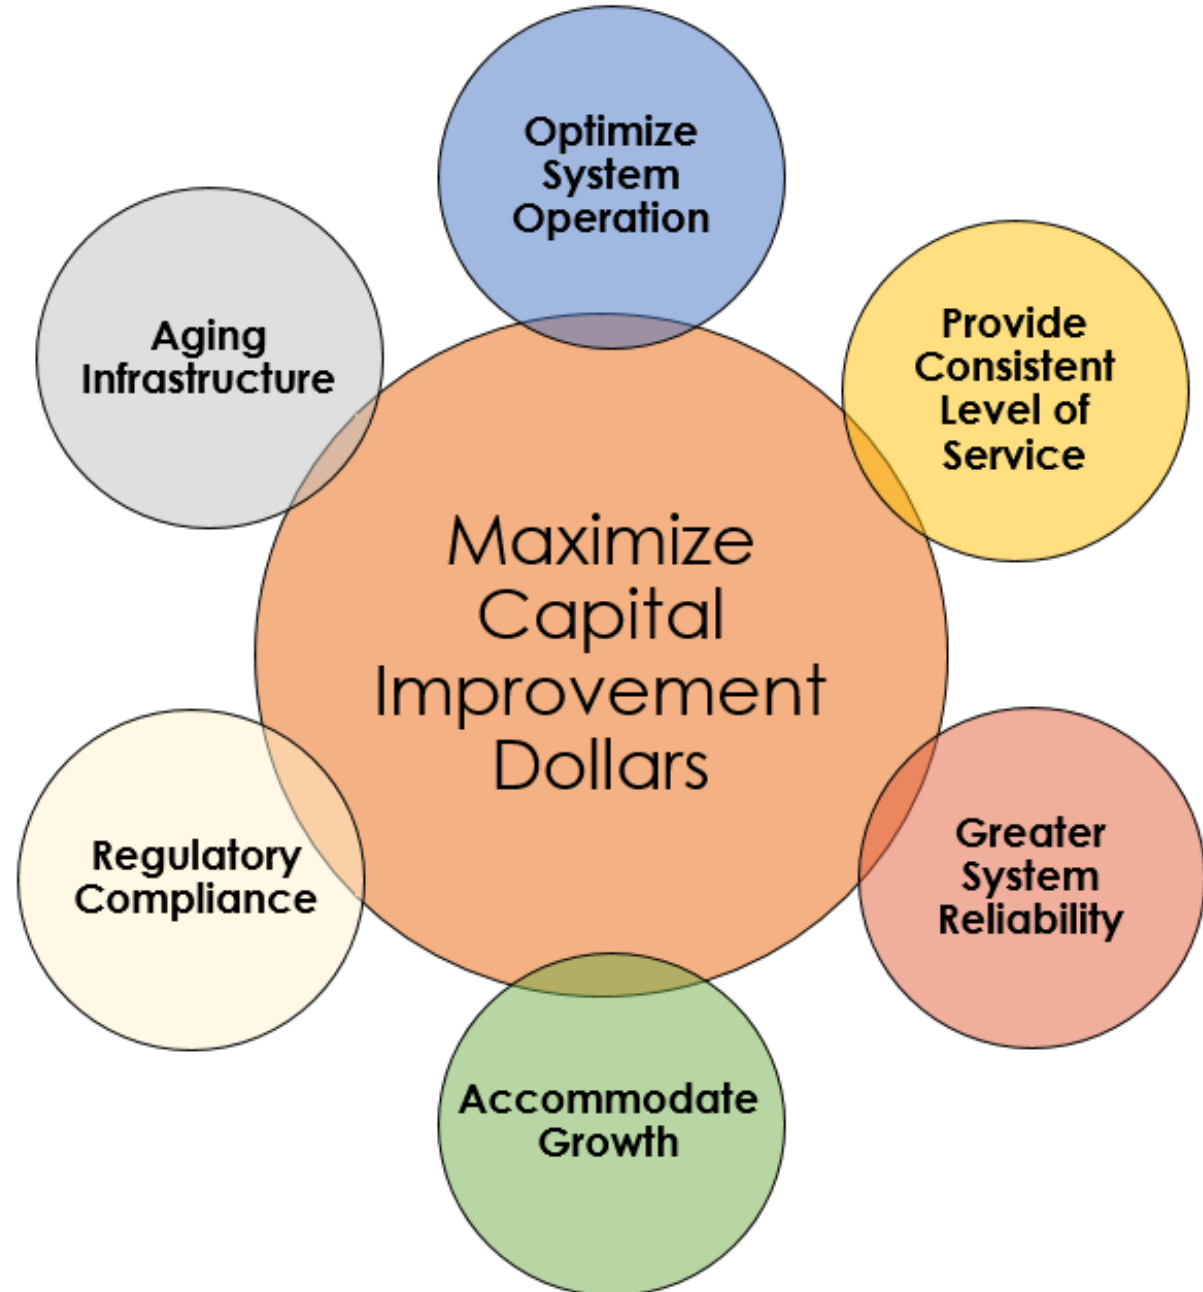 Optimize
System
Operation
Provide
Consistent
Level of
Service
Aging
Infrastructure
Maximize
Capital
Improvement
Dollars
Greater
System
Reliability
Regulatory
Compliance
Accommodate
Growth